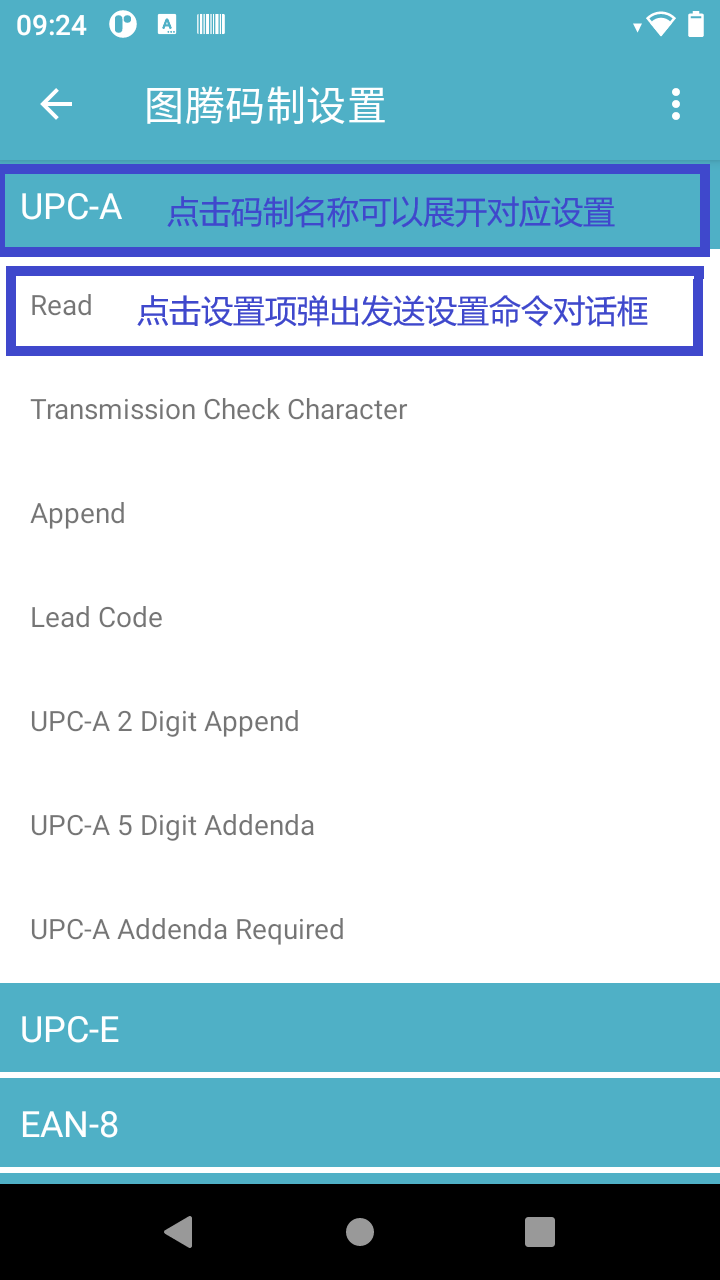 09:24
图腾码制设置
UPC-A 点击码制名称可以展开对应设置
Read 点击设置项弹出发送设置命令对话框
Transmission Check Character
Append
Lead Code
UPC-A 2 Digit Append
UPC-A 5 Digit Addenda
UPC-A Addenda Required
UPC-E
EAN-8